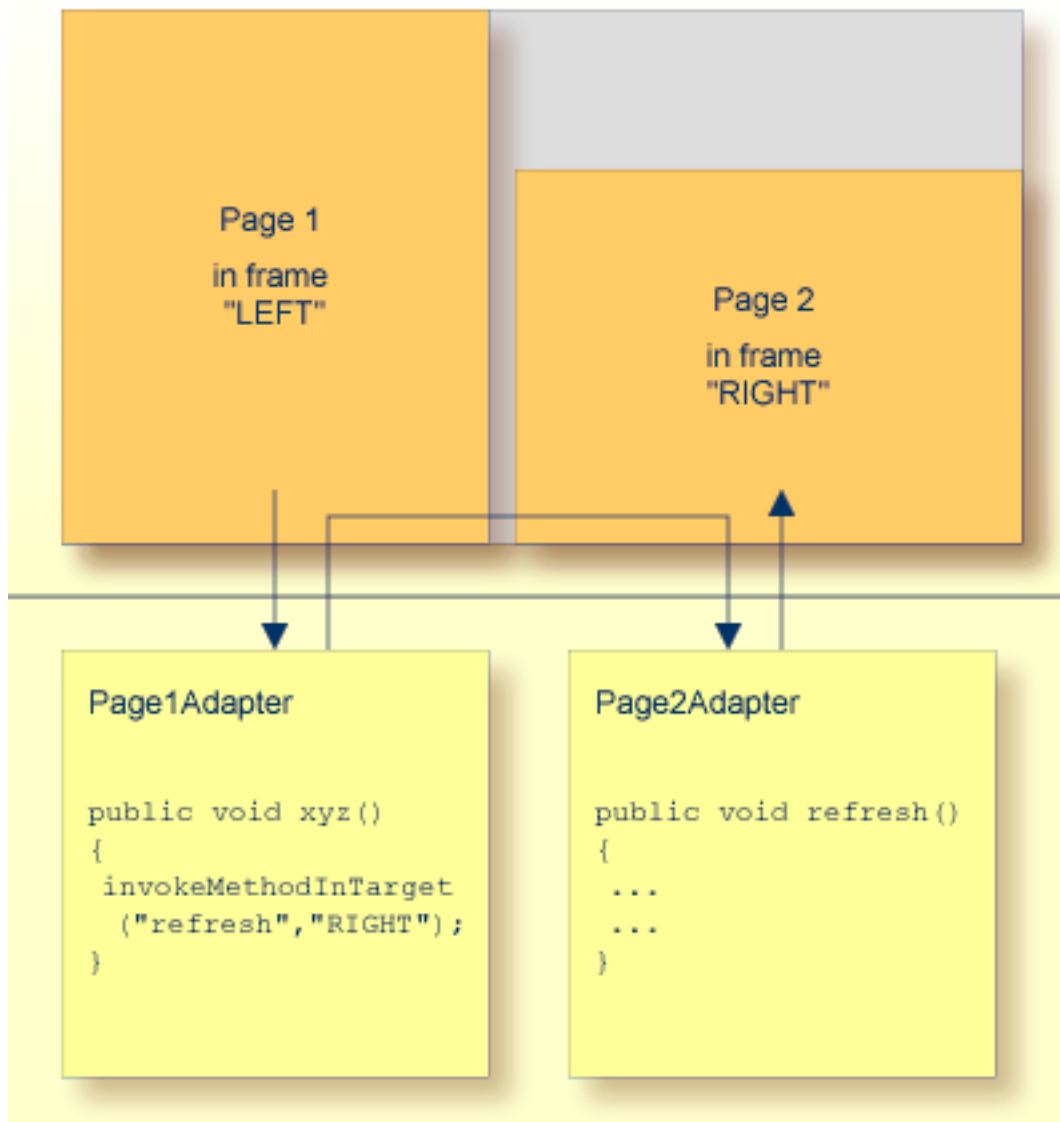 Page 1
in frame
"LEFT"
Page 2
in frame
"RIGHT"
Page1Adapter
public void xyz()
{
invokeMethodInTarget
("refresh","RIGHT");
}
Page2Adapter
public void refresh()
{
...
...
}